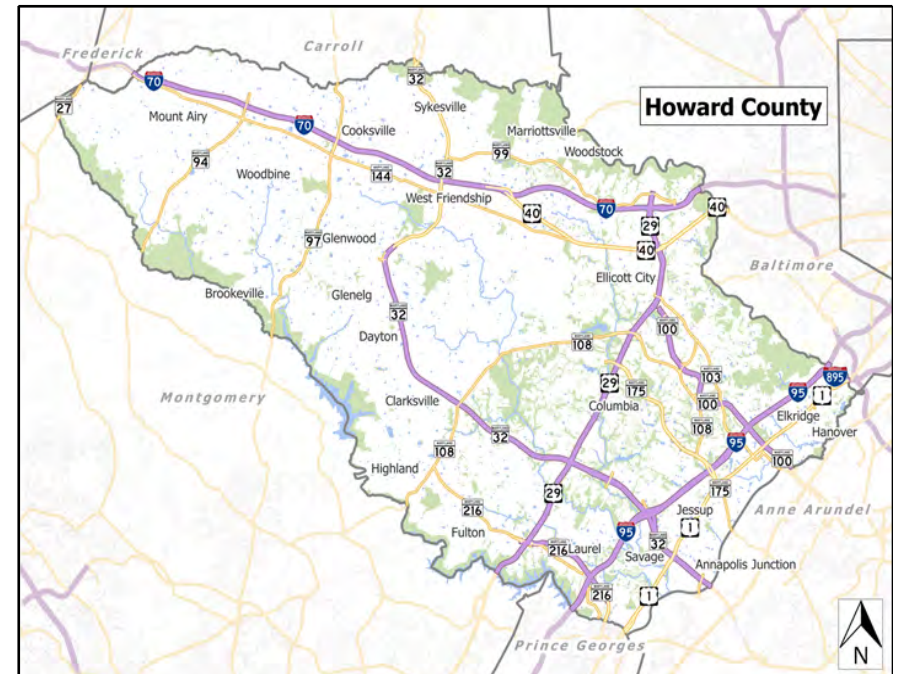 Frederick
Carroll
Howard County
70
32
27
Sykesville
Mount Airy
70
Cooksville
Marriottsville
94
99
Woodstock
Woodbine
144
32
West Friendship
40
70
40
29
97
Glenwood
40
Ellicott City
Baltimore
Brookeville
Glenelg
32
Dayton
108
100
Montgomery
29
175
103
95
895
Clarksville
Columbia
100
1
Elkridge
108
Hanover
108
32
95
100
Highland
29
175
216
Jessup
Anne Arundel
Fulton
95
1
216
Laurel
Savage
32
Annapolis Junction
216
1
Prince Georges
N